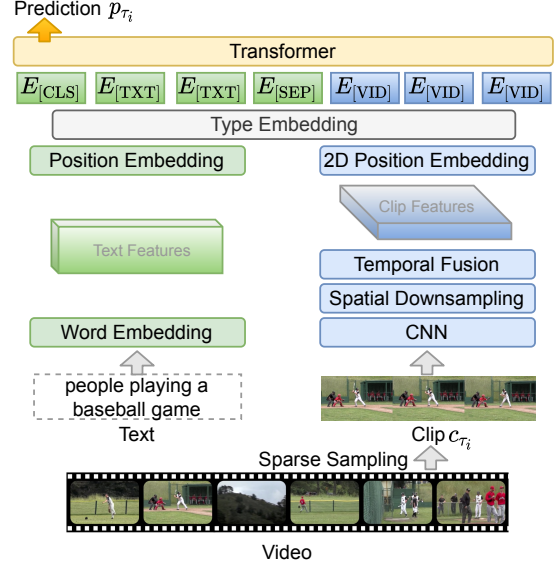 Prediction p_{τ_i}
Transformer
E_{[CLS]} E_{[TXT]} E_{[TXT]} E_{[SEP]} E_{[VID]} E_{[VID]} E_{[VID]}
Type Embedding
Position Embedding 2D Position Embedding
Text Features Clip Features
Temporal Fusion
Spatial Downsampling
Word Embedding CNN
people playing a
baseball game
Text Clip c_{τ_i}
Sparse Sampling
Video